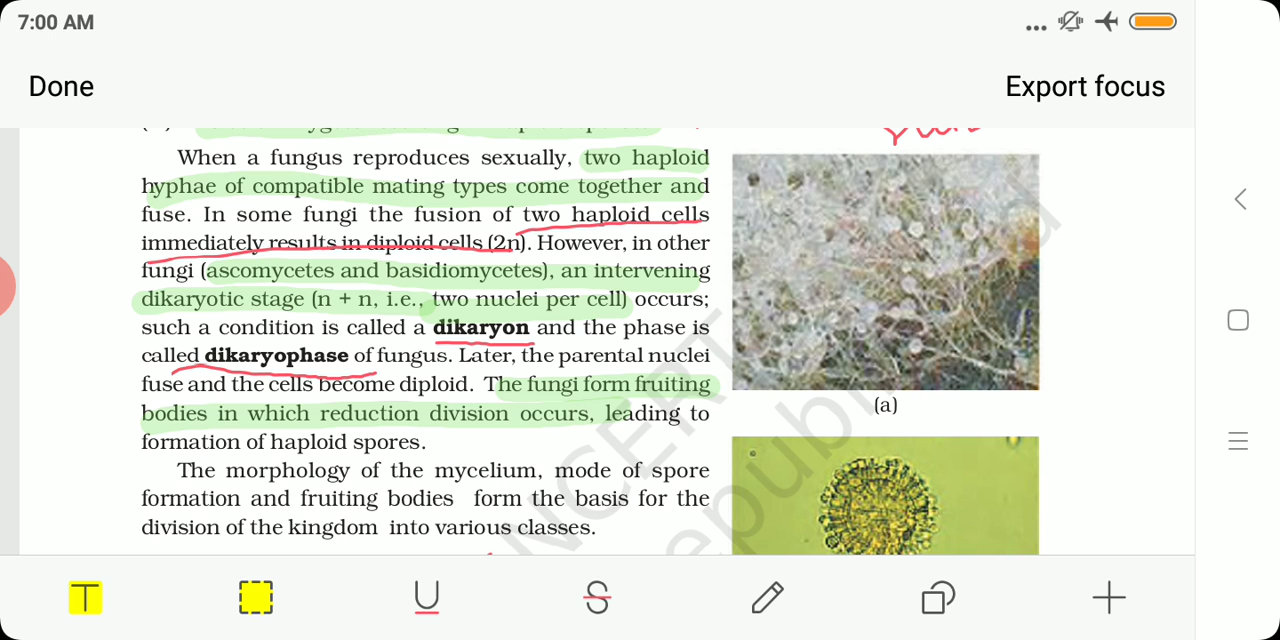 7:00 AM
Done
Export focus
When a fungus reproduces sexually, two haploid
hyphae of compatible mating types come together and
fuse. In some fungi the fusion of two haploid cells
immediately results in diploid cells (2n). However, in other
fungi (ascomycetes and basidiomycetes), an intervening
dikaryotic stage (n + n, i.e., two nuclei per cell) occurs;
such a condition is called a dikaryon and the phase is
called dikaryophase of fungus. Later, the parental nuclei
fuse and the cells become diploid. The fungi form fruiting
bodies in which reduction division occurs, leading to
formation of haploid spores.
The morphology of the mycelium, mode of spore
formation and fruiting bodies form the basis for the
division of the kingdom into various classes.
(a)
NCERT
T
U
S